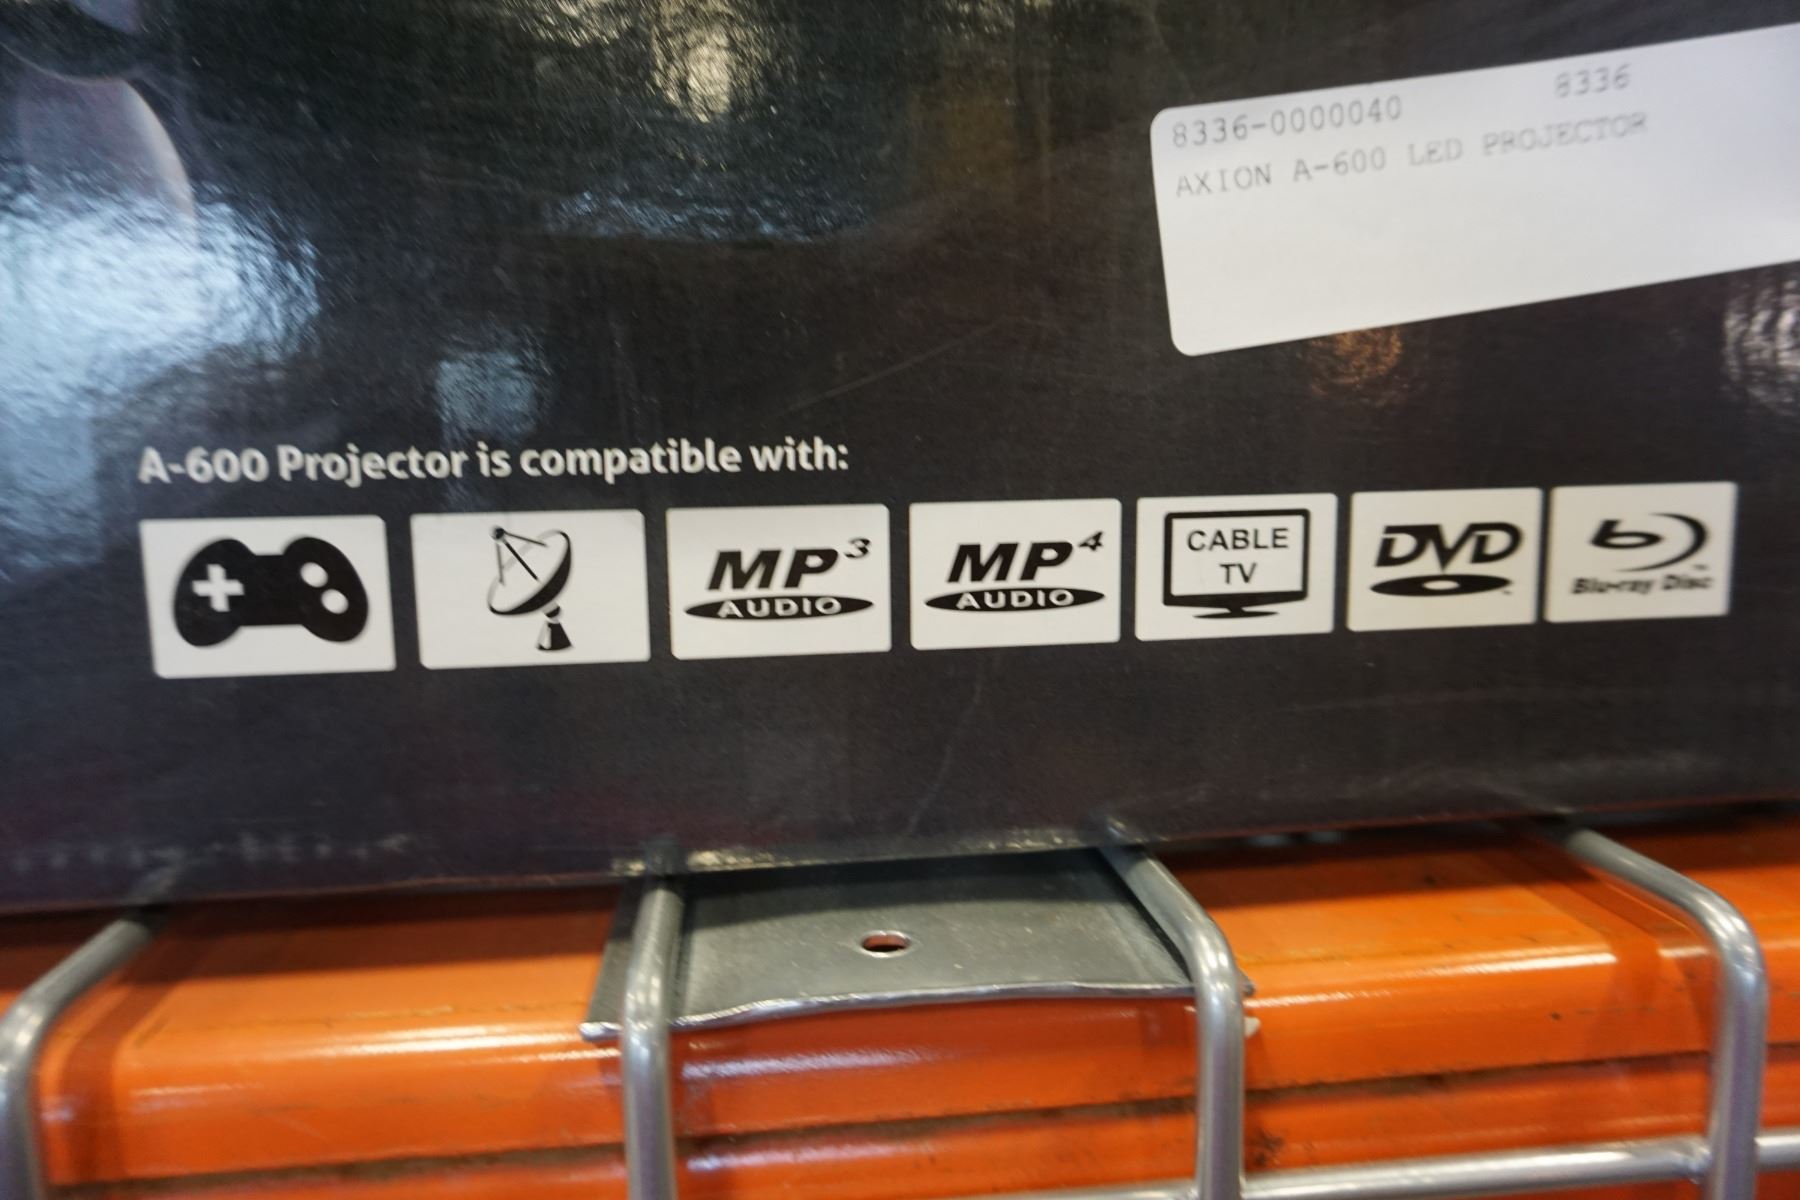 8336-0000040 8336
AXION A-600 LED PROJECTOR
A-600 Projector is compatible with:
MP3 AUDIO
MP4 AUDIO
CABLE TV
DVD
Blu-ray Disc